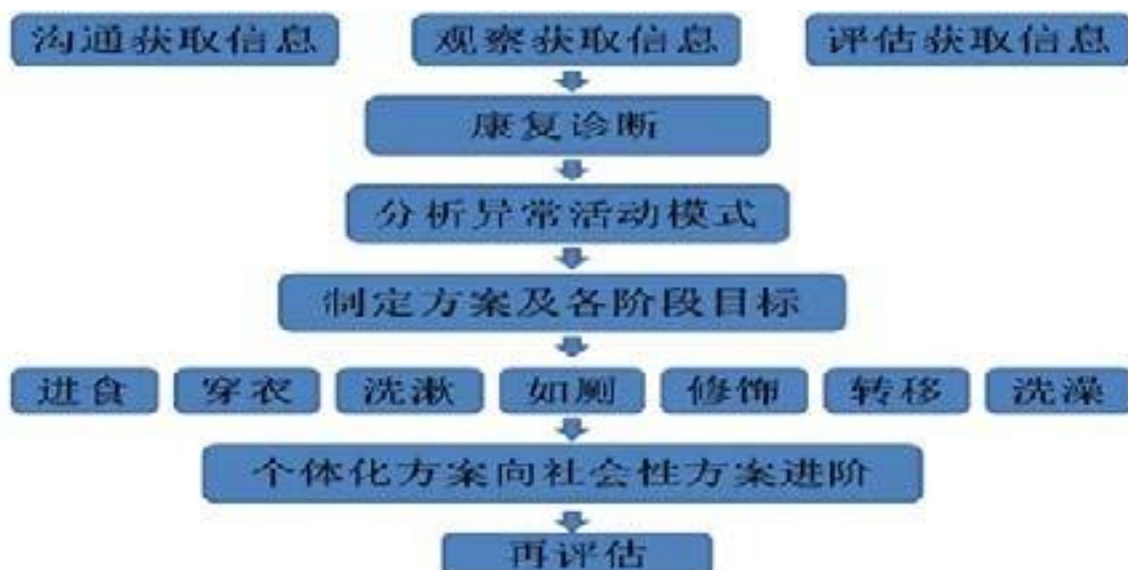 沟通获取信息 观察获取信息 评估获取信息
康复诊断
分析异常活动模式
制定方案及各阶段目标
进食 穿衣 洗漱 如厕 修饰 转移 洗澡
个体化方案向社会性方案进阶
再评估